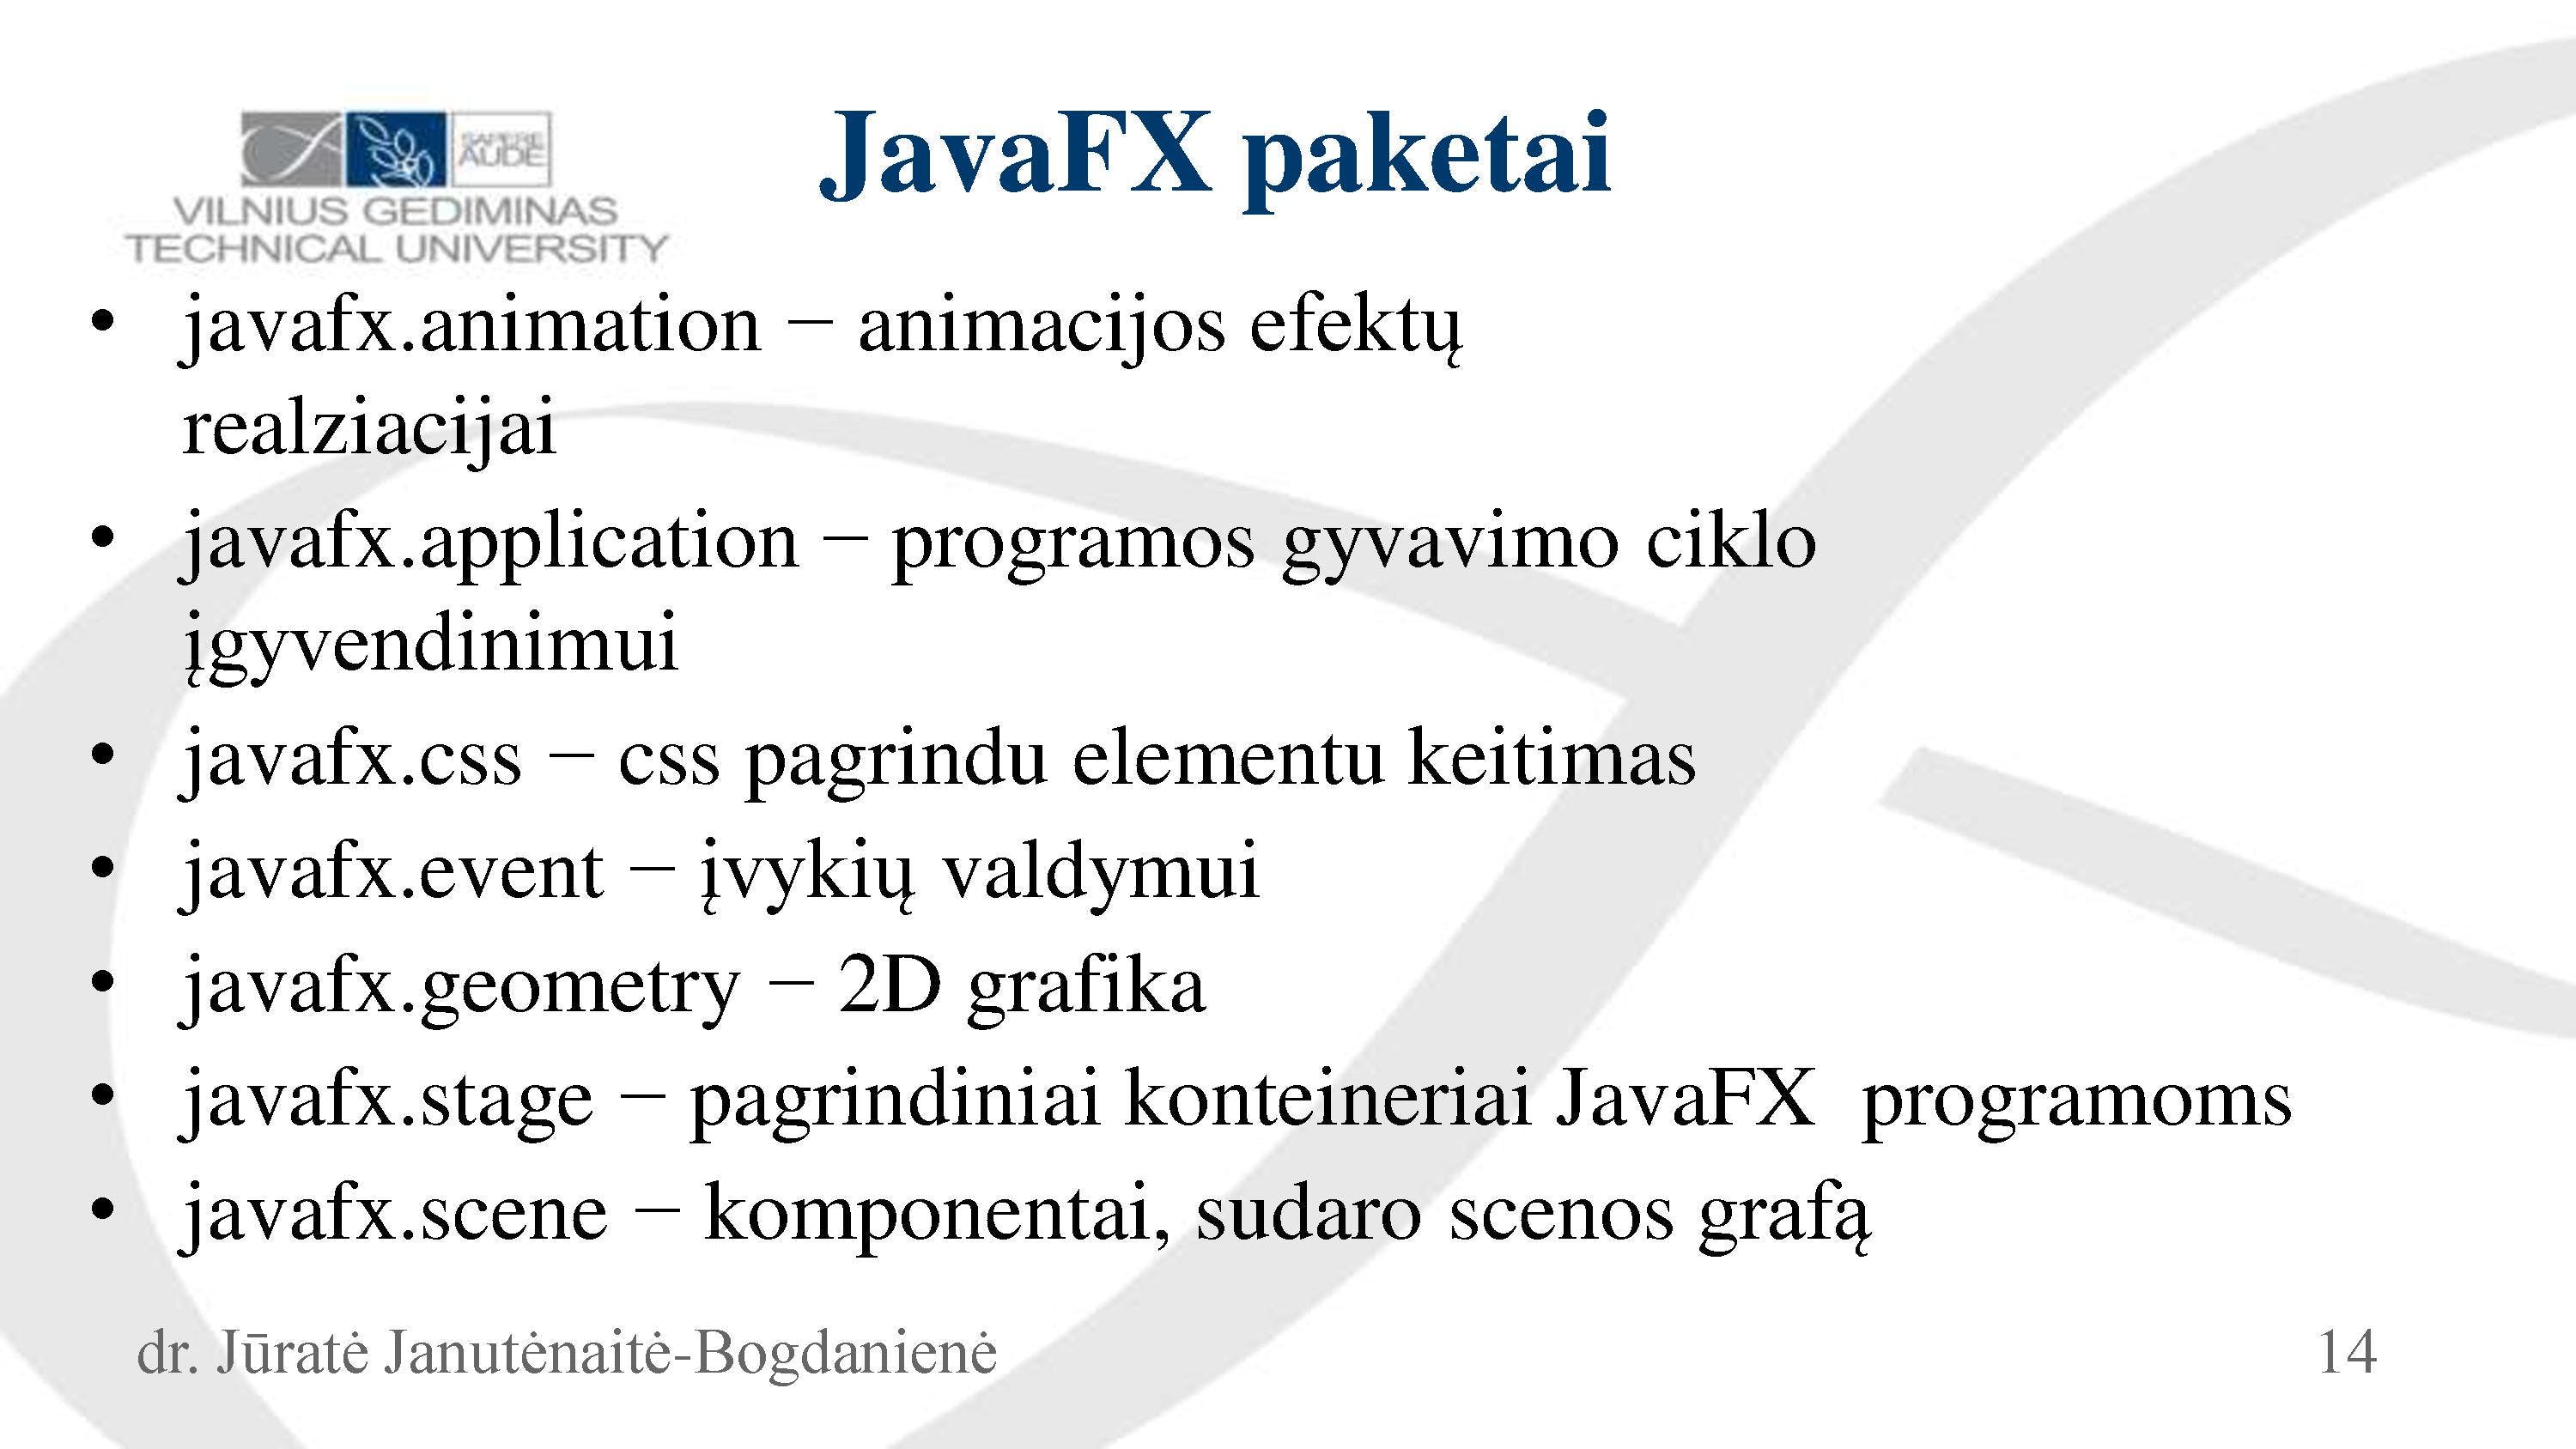 SAPERE
AUDE
VILNIUS GEDIMINAS
TECHNICAL UNIVERSITY
JavaFX paketai
• javafx.animation − animacijos efektų
realziacijai
• javafx.application − programos gyvavimo ciklo
įgyvendinimui
• javafx.css − css pagrindu elementu keitimas
• javafx.event − įvykių valdymui
• javafx.geometry − 2D grafika
• javafx.stage − pagrindiniai konteineriai JavaFX programoms
• javafx.scene − komponentai, sudaro scenos grafą
dr. Jūratė Janutėnaitė-Bogdanienė
14